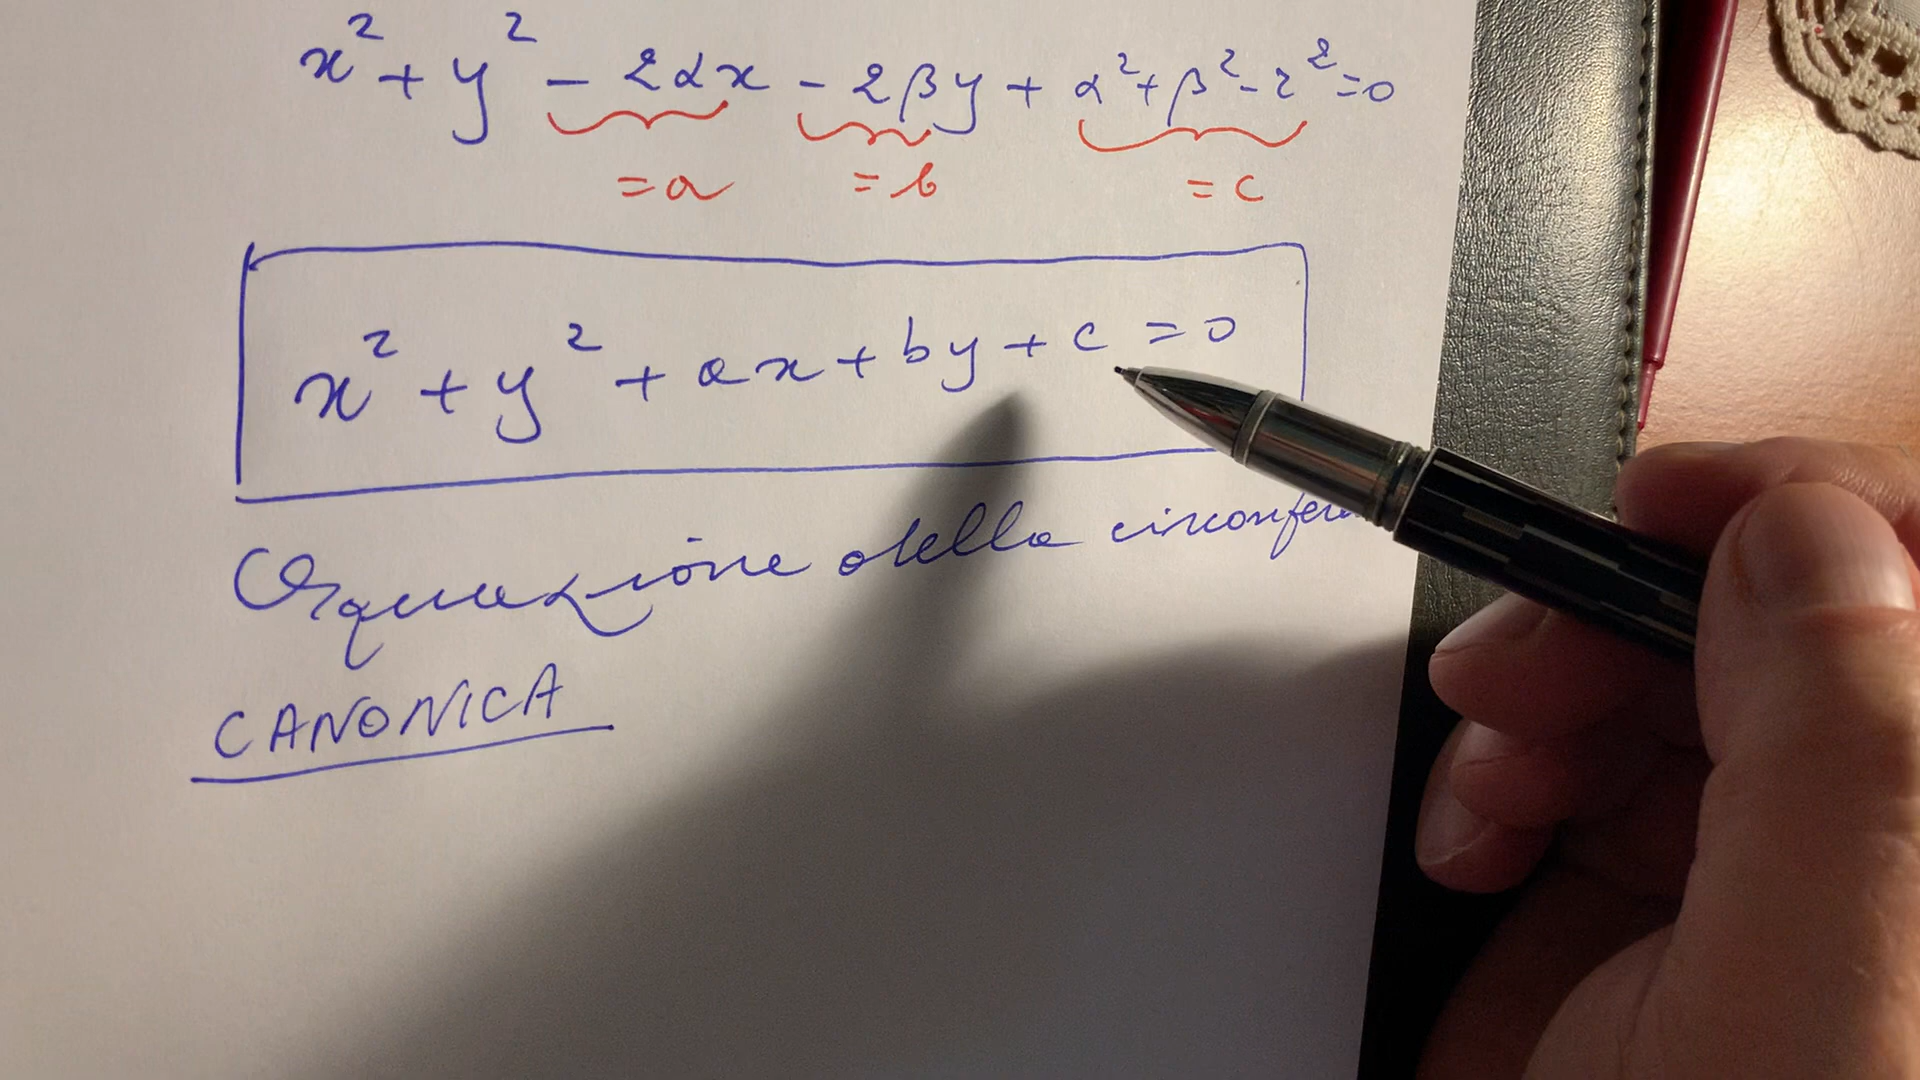 x² + y² - 2αx - 2βy + α² + β² - r² = 0
= a = b = c
x² + y² + ax + by + c = 0
Equazione della
CANONICA